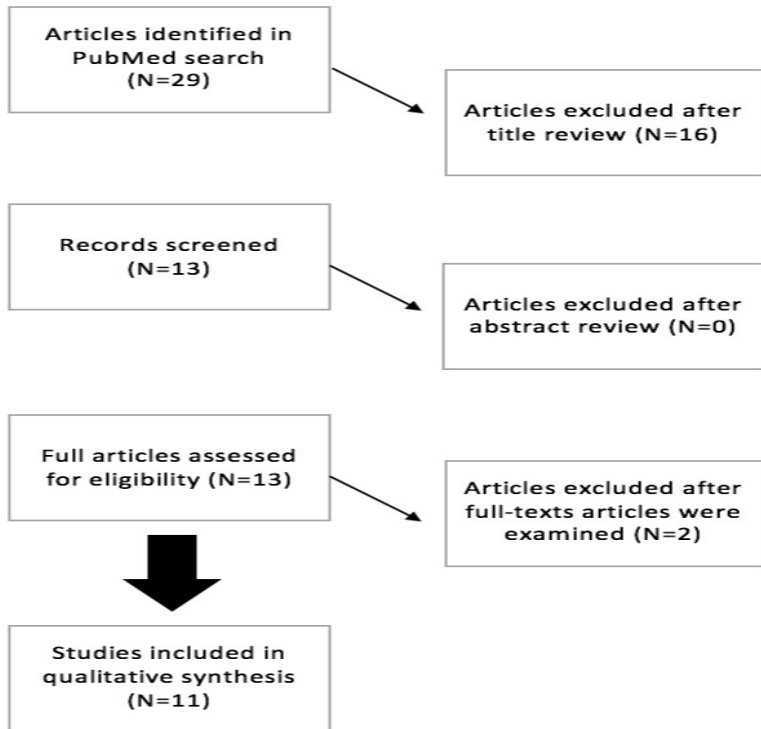 Articles identified in
PubMed search
(N=29)
Articles excluded after
title review (N=16)
Records screened
(N=13)
Articles excluded after
abstract review (N=0)
Full articles assessed
for eligibility (N=13)
Articles excluded after
full-texts articles were
examined (N=2)
Studies included in
qualitative synthesis
(N=11)